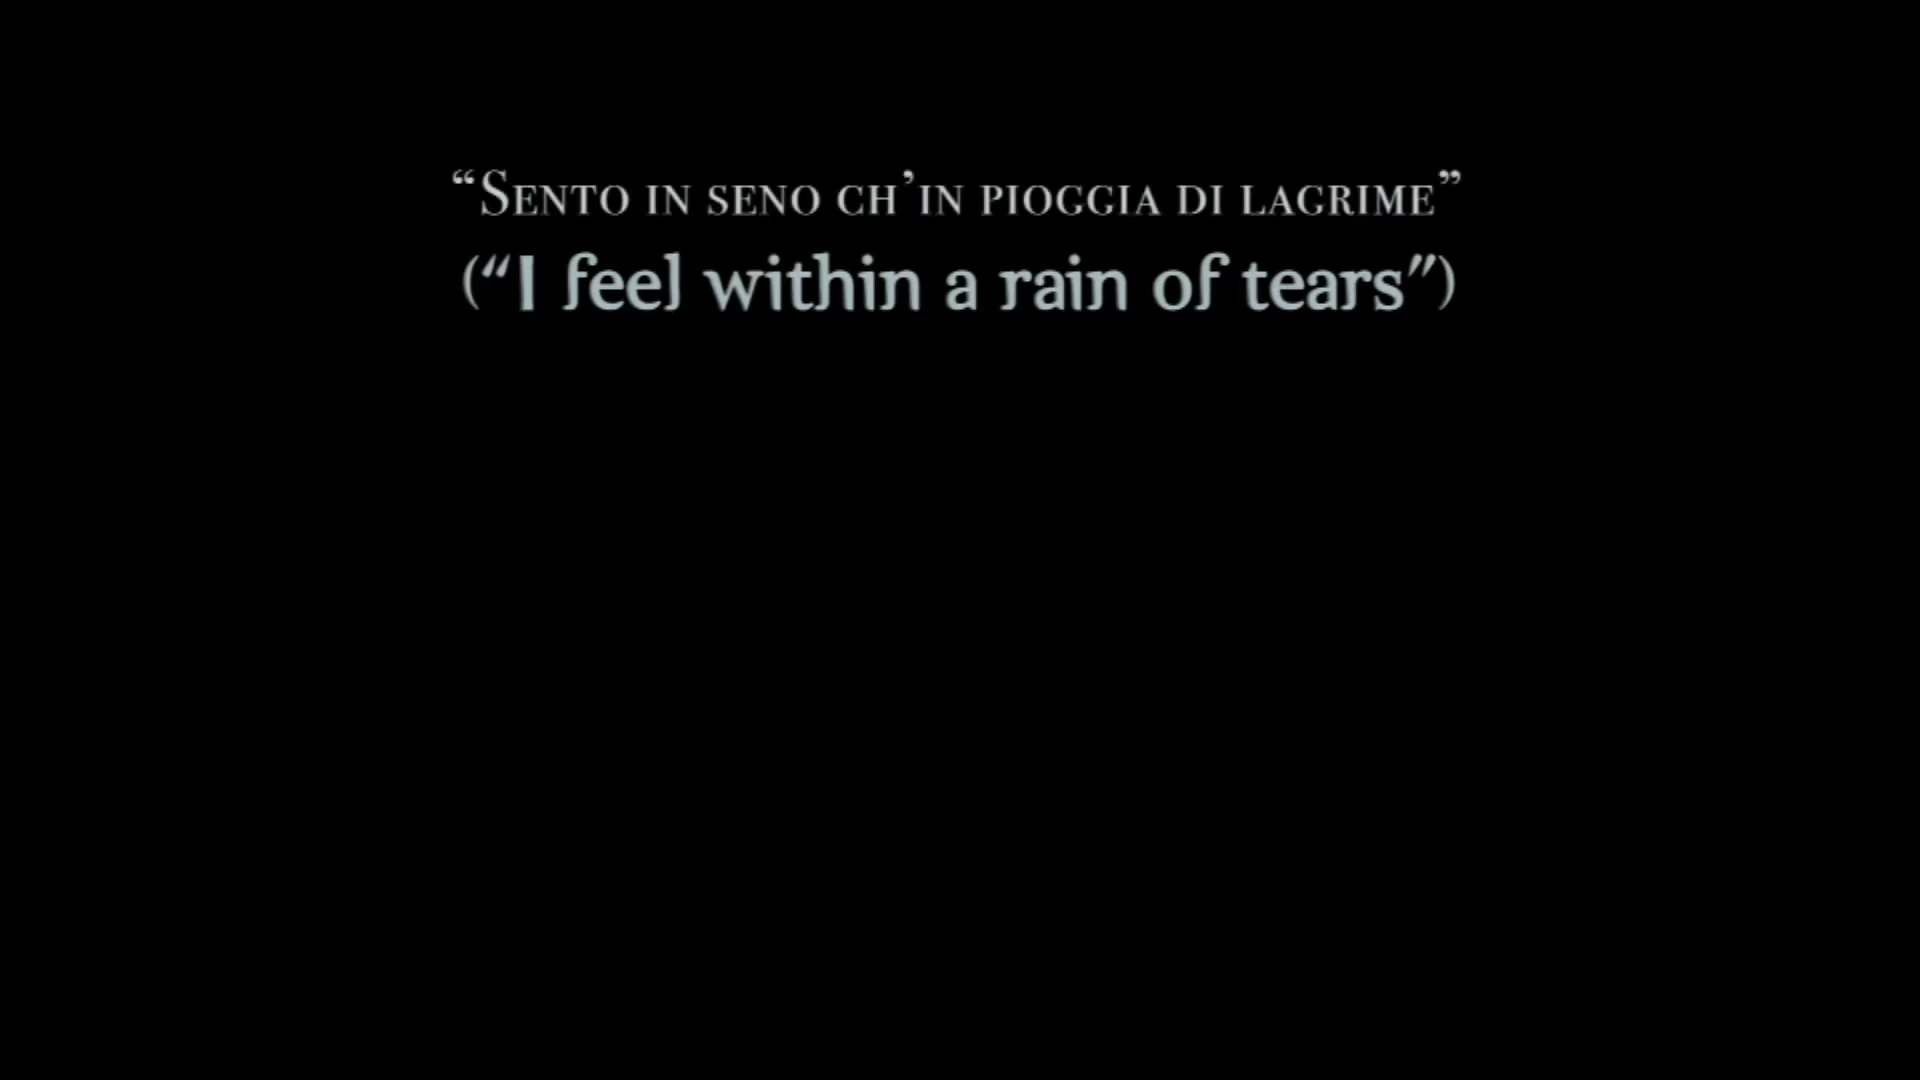 “Sento in seno ch’in pioggia di lagrime”
(“I feel within a rain of tears”)